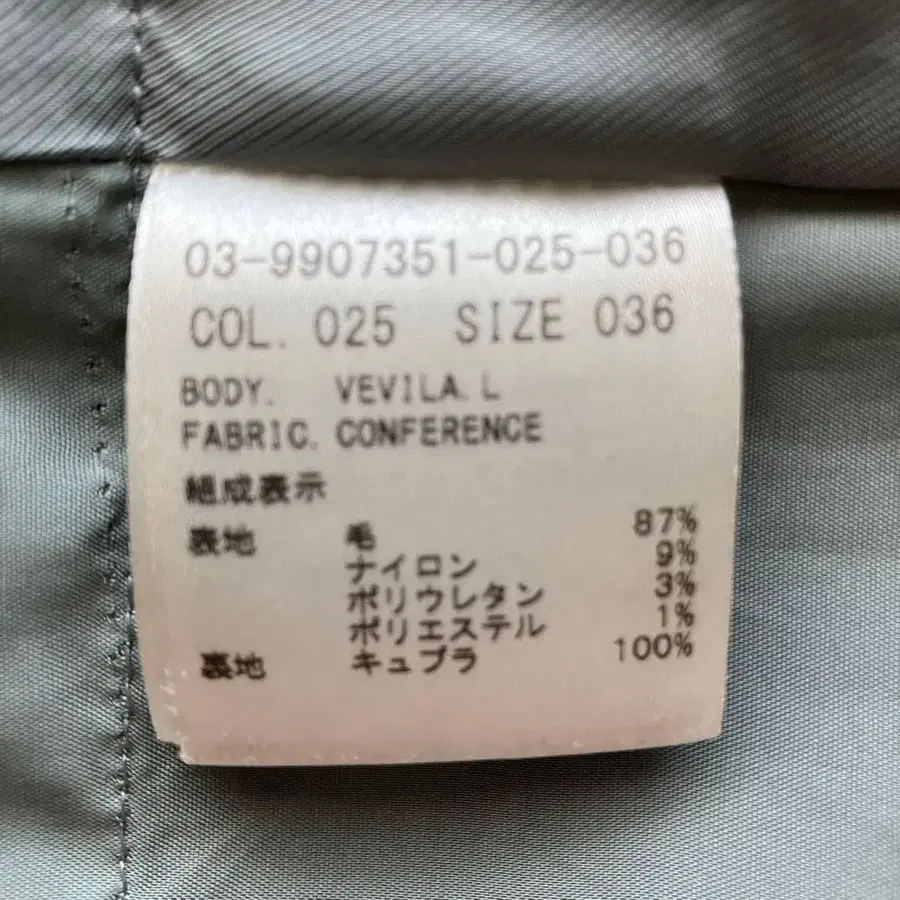 03-9907351-025-036
COL. 025 SIZE 036
BODY. VEVILA.L
FABRIC. CONFERENCE
組成表示
表地 毛 87%
ナイロン 9%
ポリウレタン 3%
ポリエステル 1%
裏地 キュプラ 100%